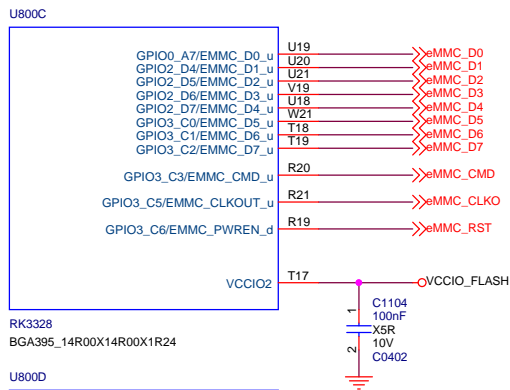 U800C
GPIO0_A7/EMMC_D0_u U19 eMMC_D0
GPIO2_D4/EMMC_D1_u U20 eMMC_D1
GPIO2_D5/EMMC_D2_u U21 eMMC_D2
GPIO2_D6/EMMC_D3_u V19 eMMC_D3
GPIO2_D7/EMMC_D4_u U18 eMMC_D4
GPIO3_C0/EMMC_D5_u W21 eMMC_D5
GPIO3_C1/EMMC_D6_u T18 eMMC_D6
GPIO3_C2/EMMC_D7_u T19 eMMC_D7
GPIO3_C3/EMMC_CMD_u R20 eMMC_CMD
GPIO3_C5/EMMC_CLKOUT_u R21 eMMC_CLKO
GPIO3_C6/EMMC_PWREN_d R19 eMMC_RST
VCCIO2 T17 VCCIO_FLASH
1 C1104
100nF
X5R
10V
2 C0402
RK3328
BGA395_14R00X14R00X1R24
U800D